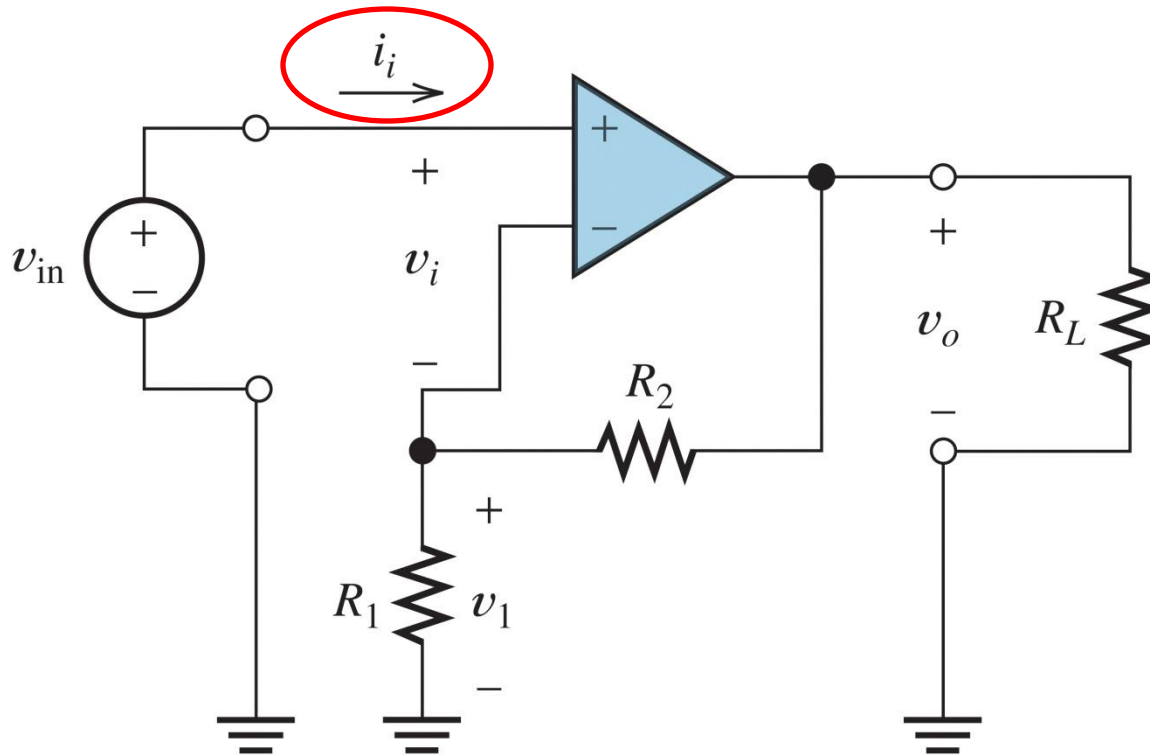 i_i
+
+
+
−
v_in
−
v_i
−
+
v_o
−
R_L
R_2
+
R_1
v_1
−